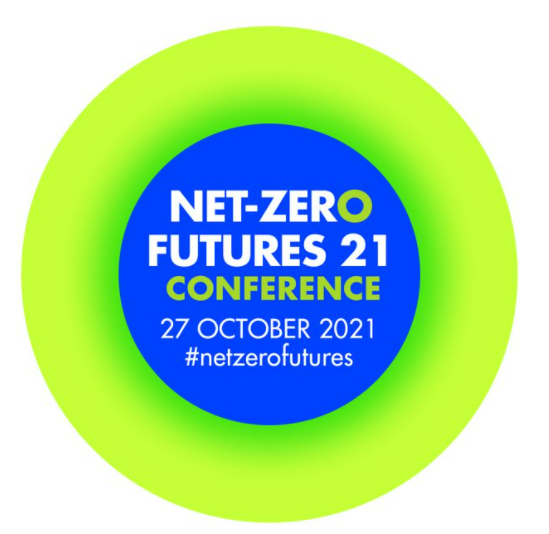 NET-ZERO
FUTURES 21
CONFERENCE
27 OCTOBER 2021
#netzerofutures